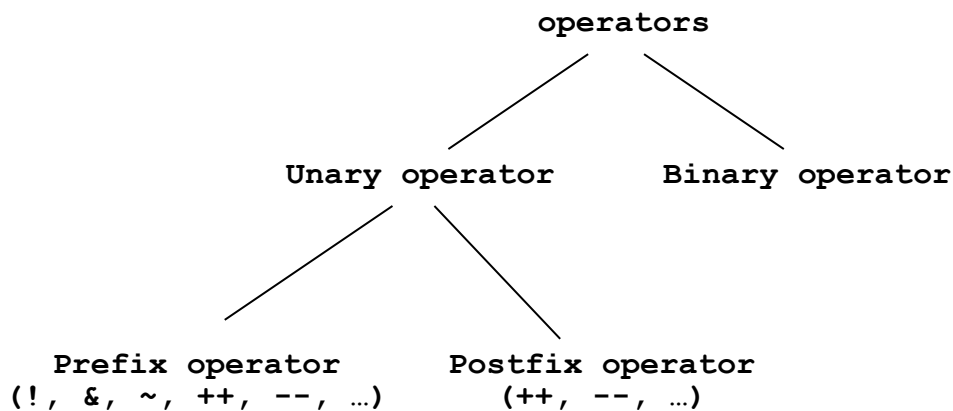 operators
Unary operator
Binary operator
Prefix operator
(!, &, ~, ++, --, …)
Postfix operator
(++, --, …)